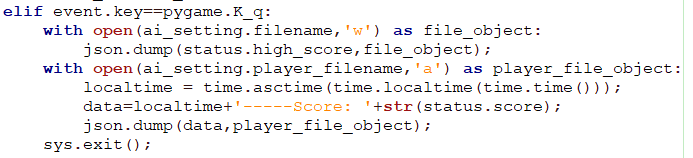 elif event.key==pygame.K_q:
    with open(ai_setting.filename,'w') as file_object:
        json.dump(status.high_score,file_object);
    with open(ai_setting.player_filename,'a') as player_file_object:
        localtime = time.asctime(time.localtime(time.time()));
        data=localtime+'-----Score: '+str(status.score);
        json.dump(data,player_file_object);
    sys.exit();